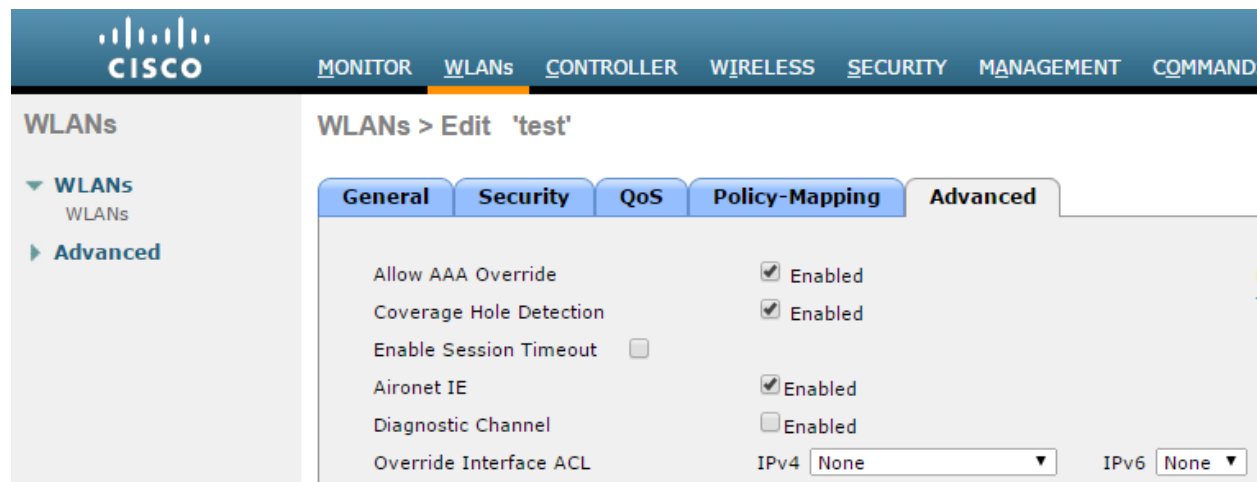 CISCO
MONITOR WLANs CONTROLLER WIRELESS SECURITY MANAGEMENT COMMAND
WLANs
WLANs
WLANs
Advanced
WLANs > Edit 'test'
General Security QoS Policy-Mapping Advanced
Allow AAA Override Enabled
Coverage Hole Detection Enabled
Enable Session Timeout
Aironet IE Enabled
Diagnostic Channel Enabled
Override Interface ACL IPv4 None IPv6 None